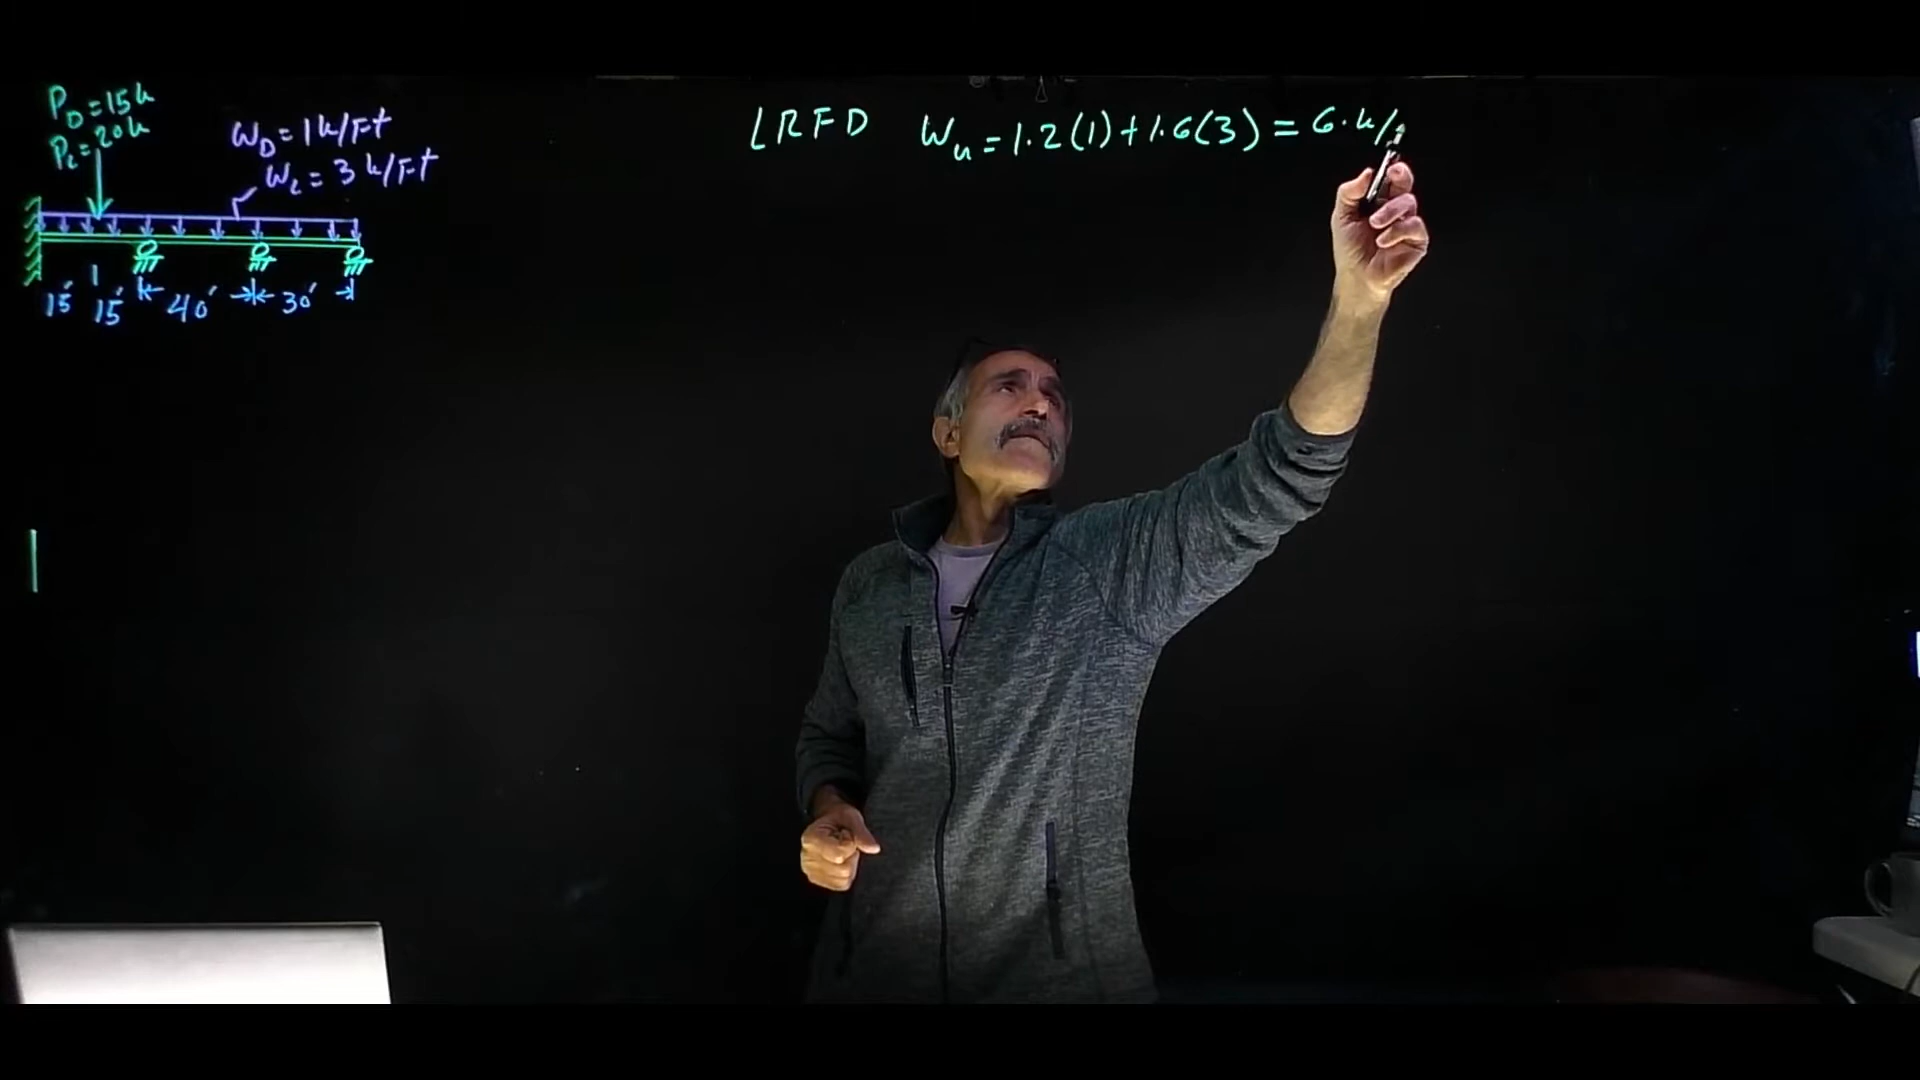 P_D = 15k
P_L = 20k
W_D = 1k/Ft
W_L = 3 k/Ft
15' 15' 40' 30'
LRFD W_u = 1.2(1)+1.6(3) = 6. k/